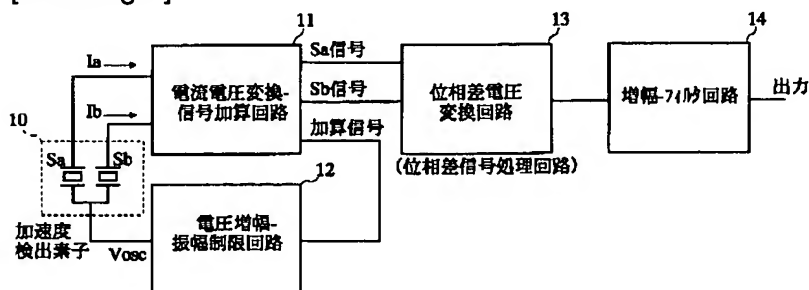 11
Ia
Ib
10
Sa
Sb
加速度
検出素子
Vosc
電流電圧変換-
信号加算回路
Sa信号
Sb信号
加算信号
12
電圧増幅-
振幅制限回路
13
位相差電圧
変換回路
(位相差信号処理回路)
14
増幅-フィルタ回路
出力